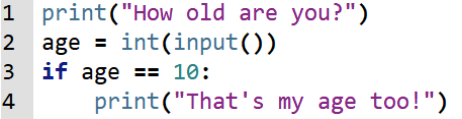 1 print("How old are you?")
2 age = int(input())
3 if age == 10:
4     print("That's my age too!")